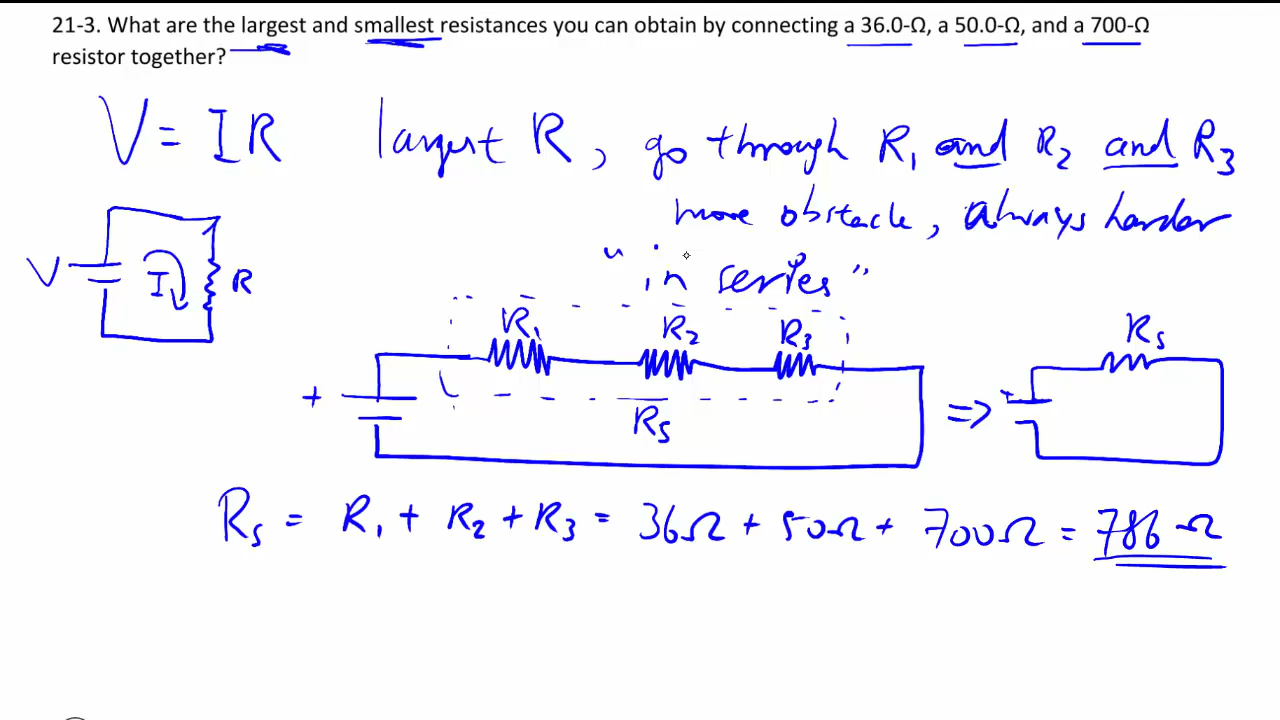 21-3. What are the largest and smallest resistances you can obtain by connecting a 36.0-Ω, a 50.0-Ω, and a 700-Ω
resistor together?
V = IR
largest R, go through R₁ and R₂ and R₃
more obstacle, always harder
"in series"
V I R
R₁ R₂ R₃
+
Rs
⇒
+ Rs
Rs = R₁ + R₂ + R₃ = 36Ω + 50Ω + 700Ω = 786 Ω